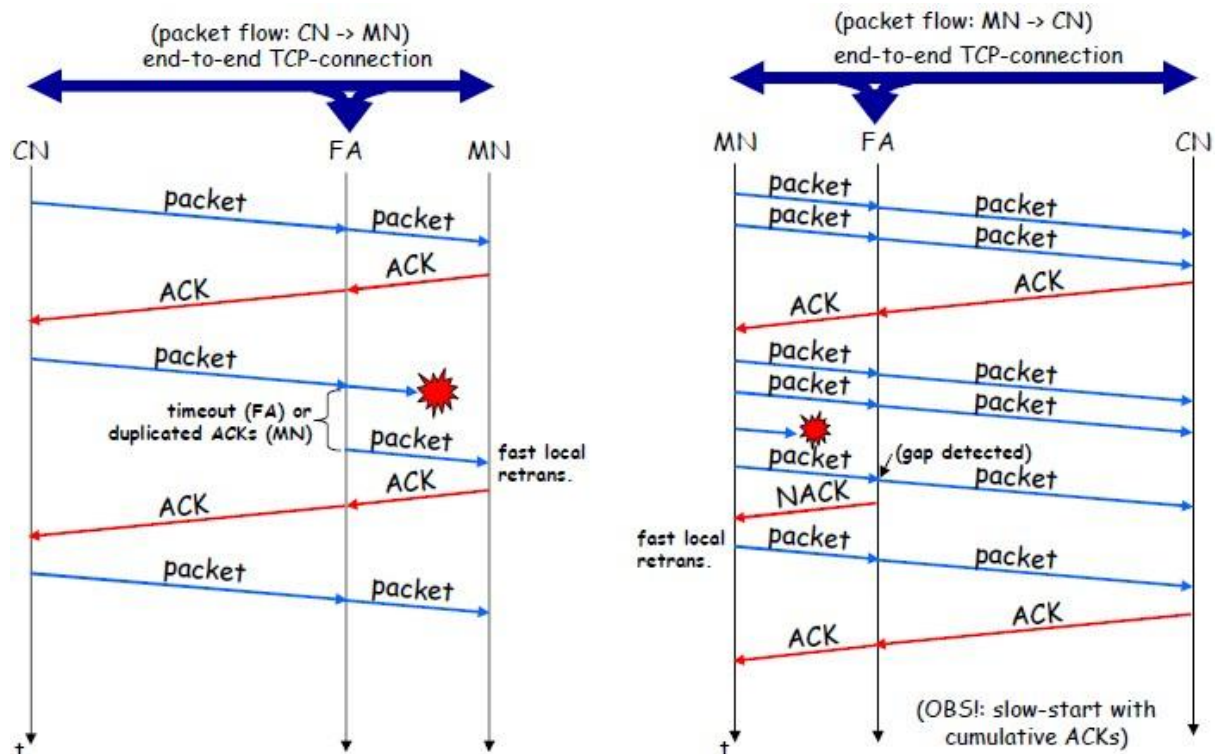 (packet flow: CN -> MN)
end-to-end TCP-connection
CN
FA
MN
packet
packet
ACK
ACK
packet
timeout (FA) or
duplicated ACKs (MN)
packet
fast local
retrans.
ACK
ACK
packet
packet
t
(packet flow: MN -> CN)
end-to-end TCP-connection
MN
FA
CN
packet
packet
packet
packet
ACK
ACK
packet
packet
packet
packet
packet
(gap detected)
packet
NACK
fast local
retrans.
packet
packet
ACK
ACK
(OBS!: slow-start with
cumulative ACKs)
t